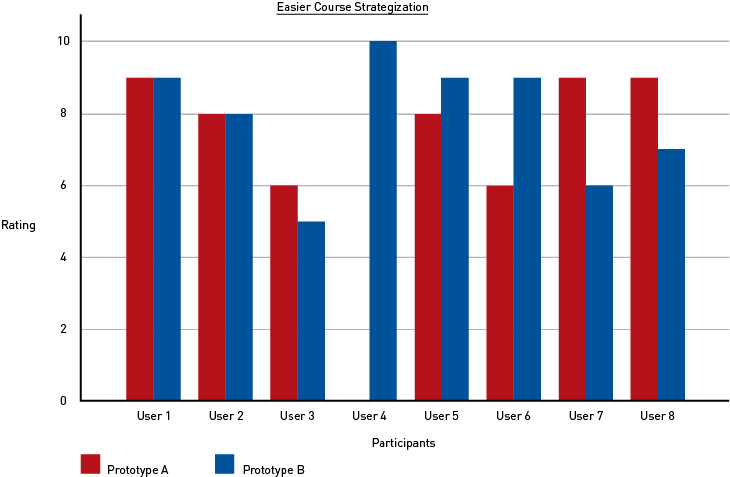 Easier Course Strategization
10
8
6
4
2
0
Rating
User 1 User 2 User 3 User 4 User 5 User 6 User 7 User 8
Participants
Prototype A Prototype B